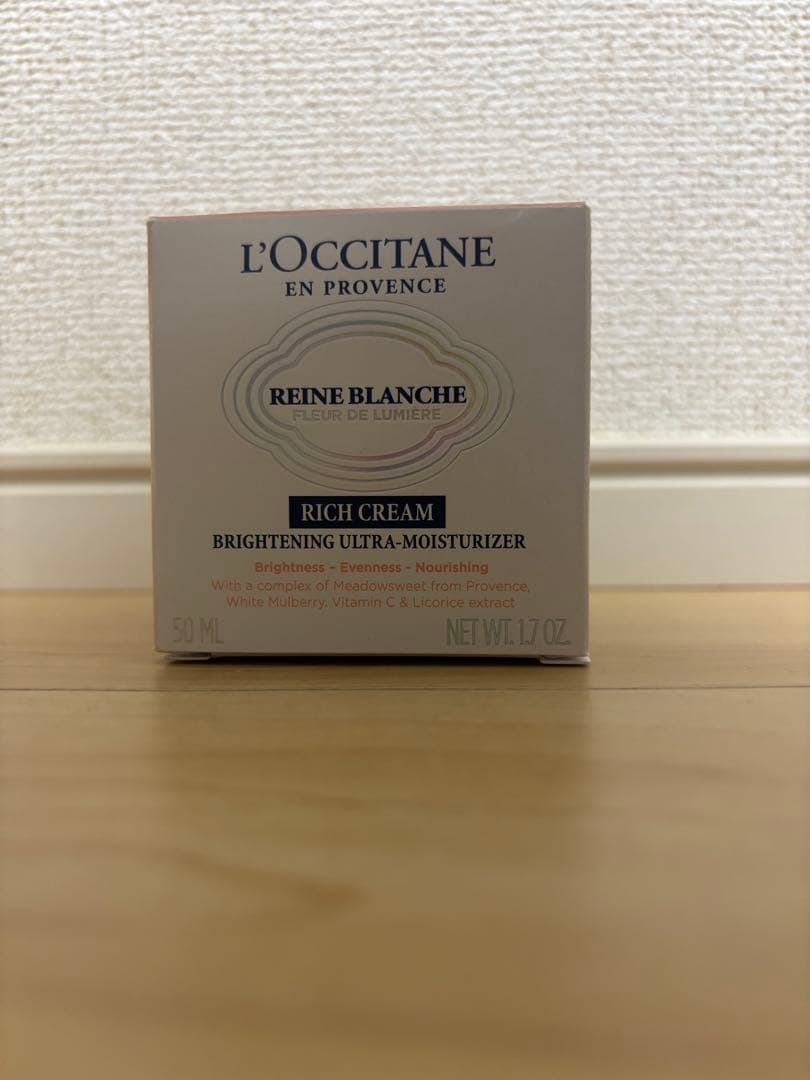 L'OCCITANE
EN PROVENCE
REINE BLANCHE
FLEUR DE LUMIÈRE
RICH CREAM
BRIGHTENING ULTRA-MOISTURIZER
Brightness - Evenness - Nourishing
With a complex of Meadowsweet from Provence,
White Mulberry, Vitamin C & Licorice extract
50 ML
NET WT. 1.7 OZ.